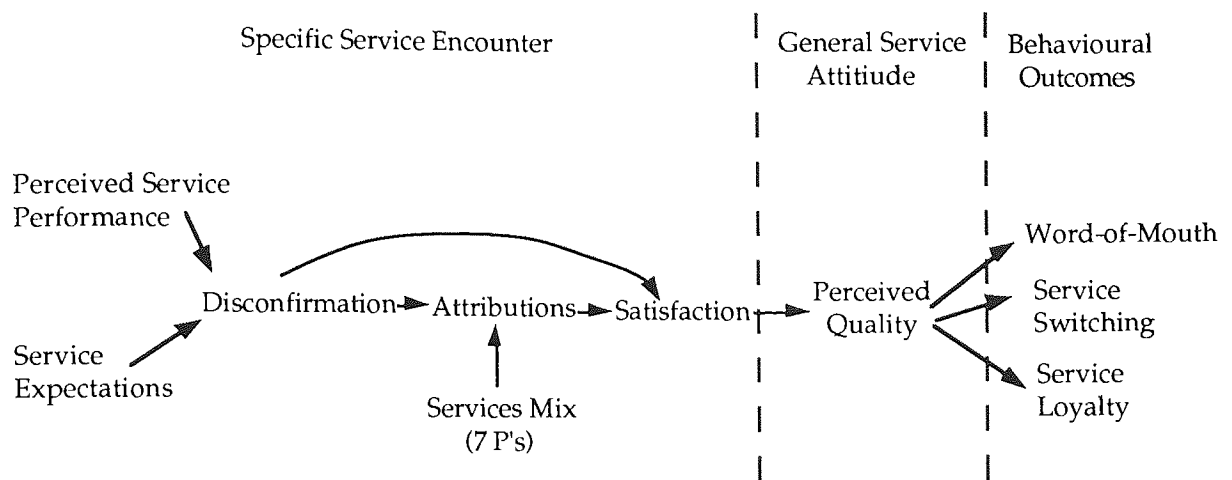 Specific Service Encounter
General Service
Attitiude
Behavioural
Outcomes
Perceived Service
Performance
Service
Expectations
Disconfirmation
Attributions
Services Mix
(7 P's)
Satisfaction
Perceived
Quality
Word-of-Mouth
Service
Switching
Service
Loyalty